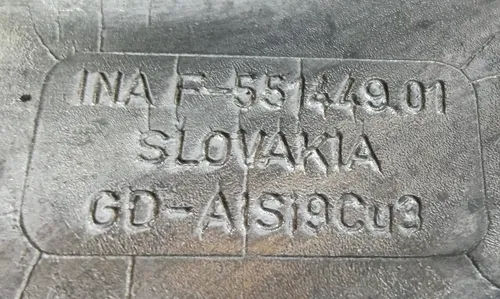 INA F-551449.01
SLOVAKIA
GD-AlSi9Cu3